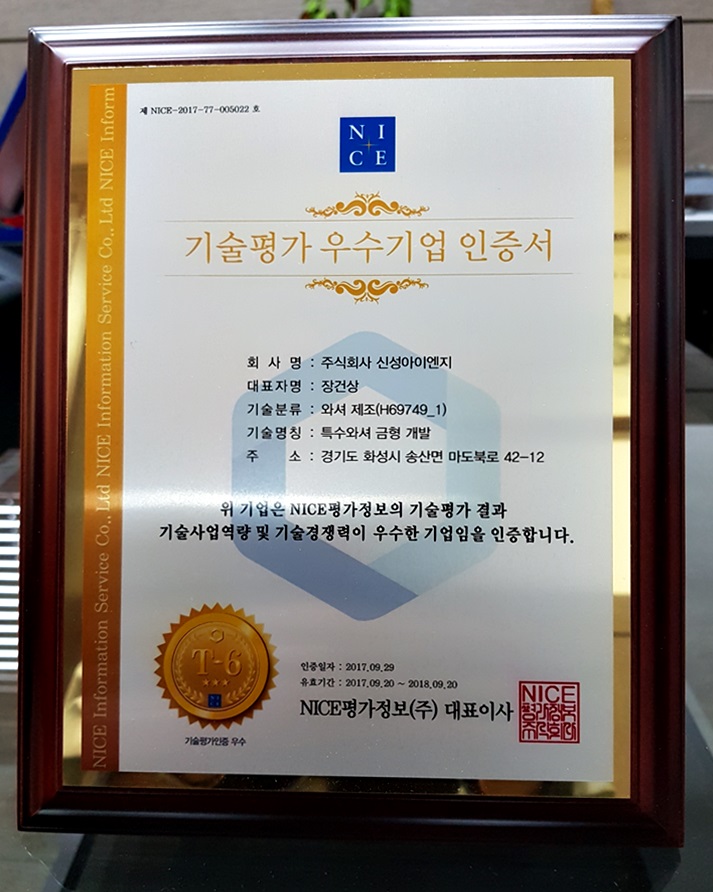 제 NICE-2017-77-005022 호
NI
CE
기술평가 우수기업 인증서
회 사 명 : 주식회사 신성아이엔지
대표자명 : 장건상
기술분류 : 와셔 제조(H69749_1)
기술명칭 : 특수와셔 금형 개발
주 소 : 경기도 화성시 송산면 마도북로 42-12
위 기업은 NICE평가정보의 기술평가 결과
기술사업역량 및 기술경쟁력이 우수한 기업임을 인증합니다.
T-6
기술평가인증 우수
인증일자 : 2017.09.29
유효기간 : 2017.09.20 ~ 2018.09.20
NICE평가정보(주) 대표이사
NICE
NICE Information Service Co., Ltd NICE Information Service Co., Ltd NICE Inform